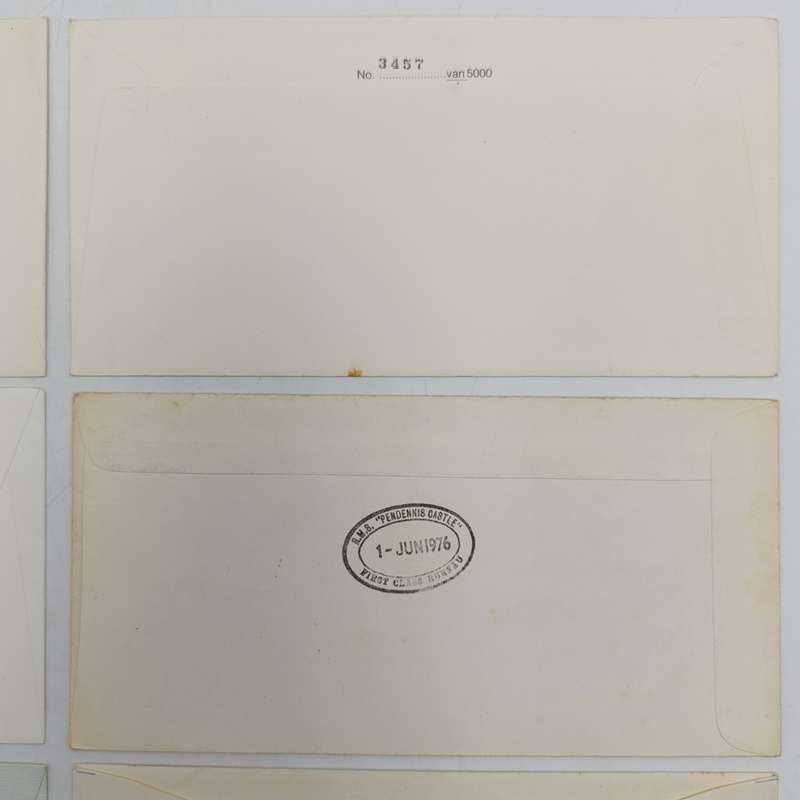 3457
No. ......................van 5000
R.M.S. "PENDENNIS CASTLE"
1-JUN1976
FIRST CLASS BUREAU